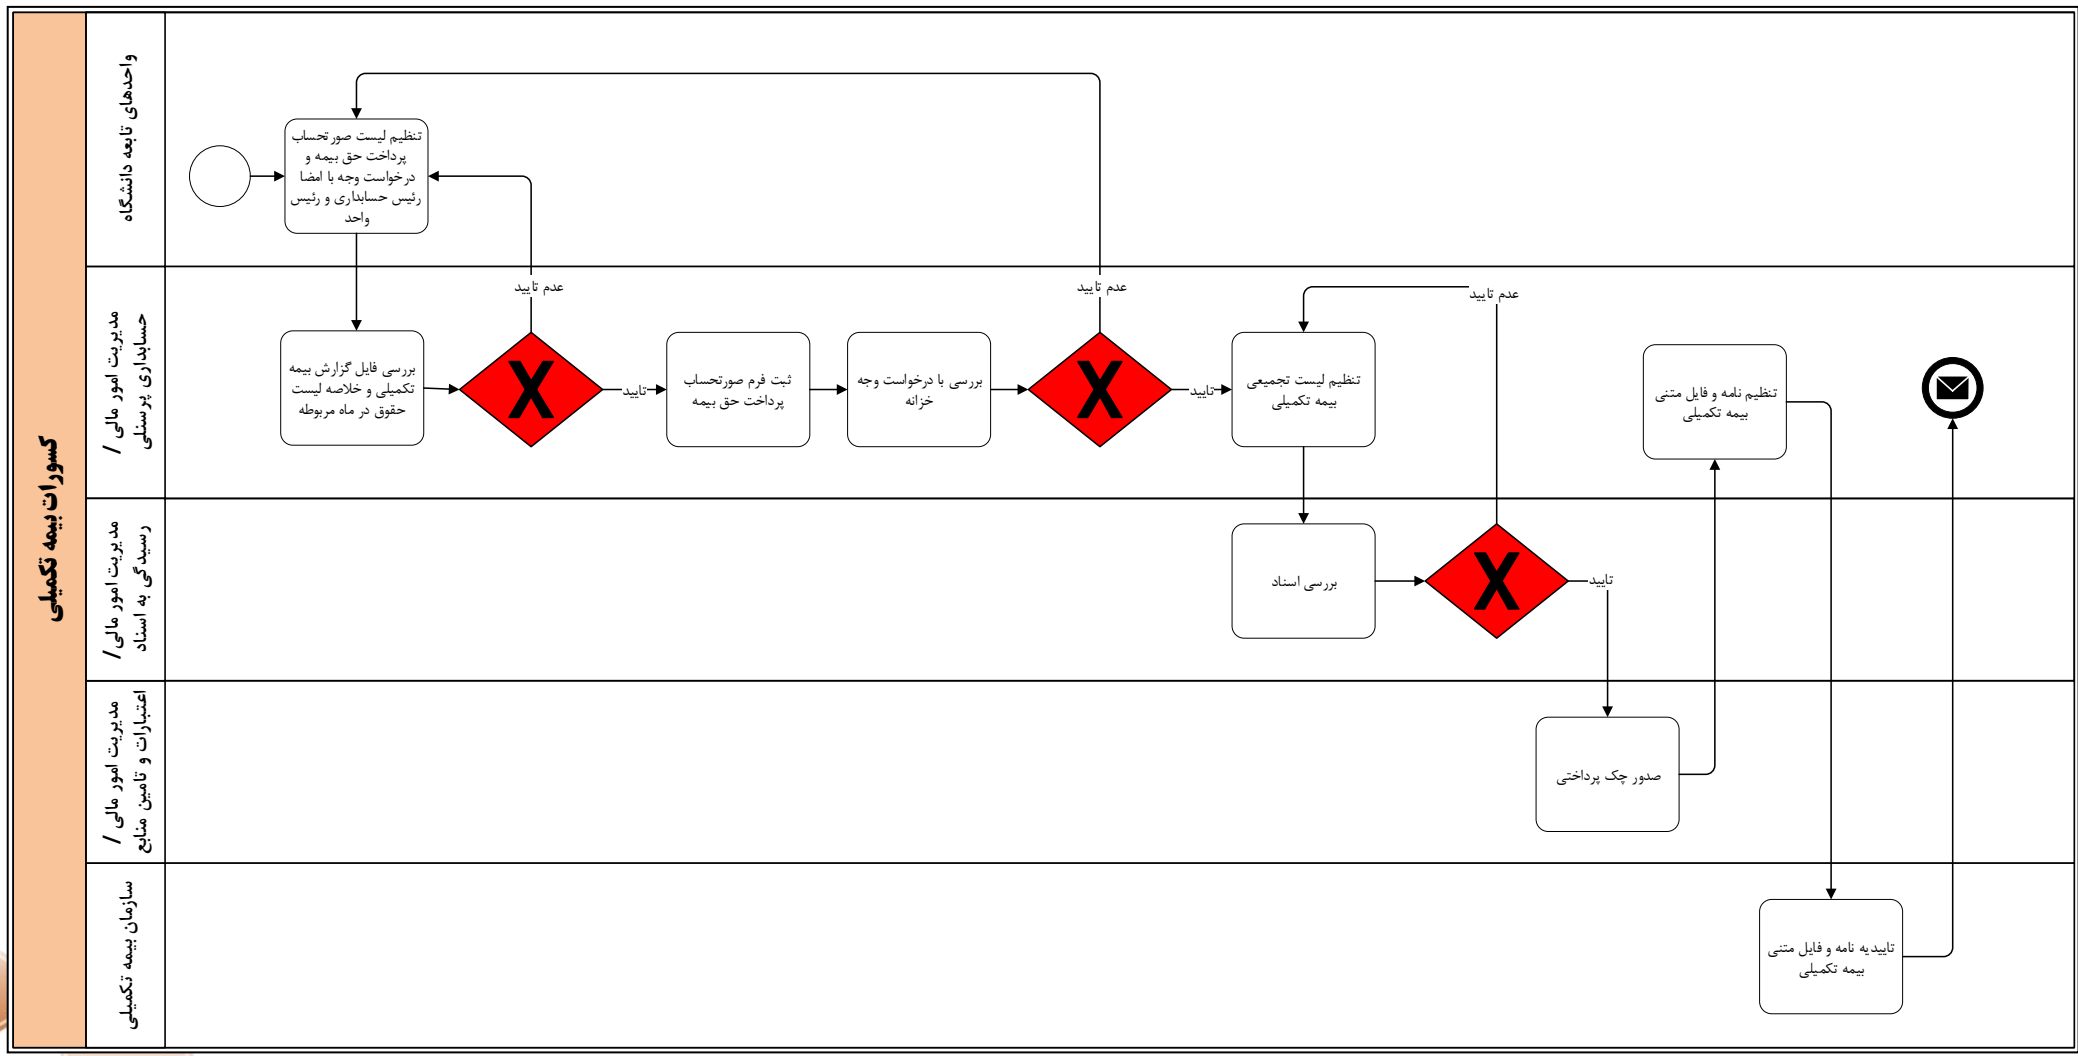 کسورات بیمه تکمیلی
واحدهای تابعه دانشگاه
تنظیم لیست صورتحساب
پرداخت حق بیمه و
درخواست وجه با امضا
رئیس حسابداری و رئیس
واحد
مدیریت امور مالی /
حسابداری پرسنلی
بررسی فایل گزارش بیمه
تکمیلی و خلاصه لیست
حقوق در ماه مربوطه
X
عدم تایید
تایید
ثبت فرم صورتحساب
پرداخت حق بیمه
بررسی با درخواست وجه
خزانه
X
عدم تایید
تایید
تنظیم لیست تجمیعی
بیمه تکمیلی
عدم تایید
تنظیم نامه و فایل متنی
بیمه تکمیلی
مدیریت امور مالی /
رسیدگی به اسناد
بررسی اسناد
X
تایید
مدیریت امور مالی /
اعتبارات و تامین منابع
صدور چک پرداختی
سازمان بیمه تکمیلی
تاییدیه نامه و فایل متنی
بیمه تکمیلی